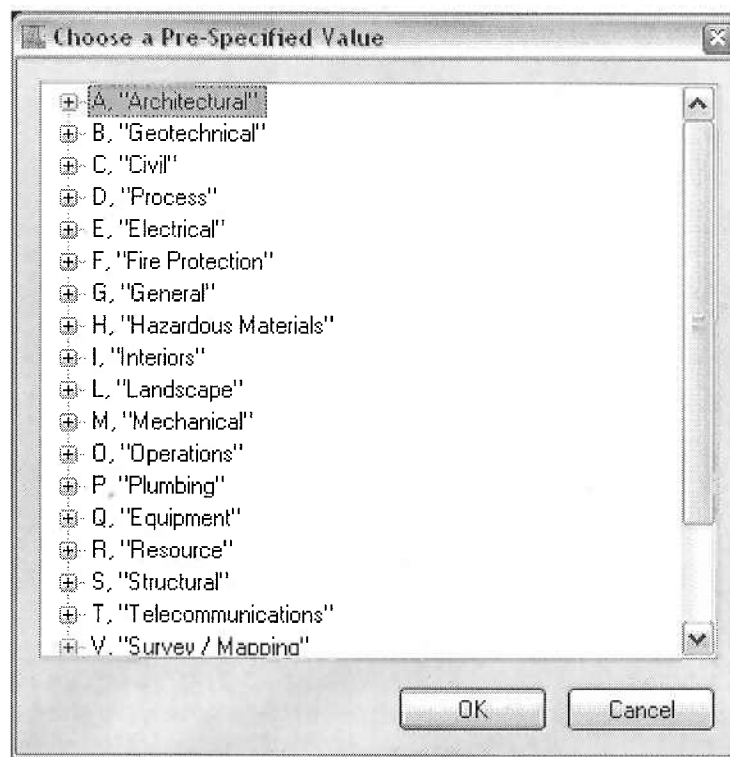 Choose a Pre-Specified Value
A, "Architectural"
B, "Geotechnical"
C, "Civil"
D, "Process"
E, "Electrical"
F, "Fire Protection"
G, "General"
H, "Hazardous Materials"
I, "Interiors"
L, "Landscape"
M, "Mechanical"
O, "Operations"
P, "Plumbing"
Q, "Equipment"
R, "Resource"
S, "Structural"
T, "Telecommunications"
V, "Survey / Mapping"
OK Cancel